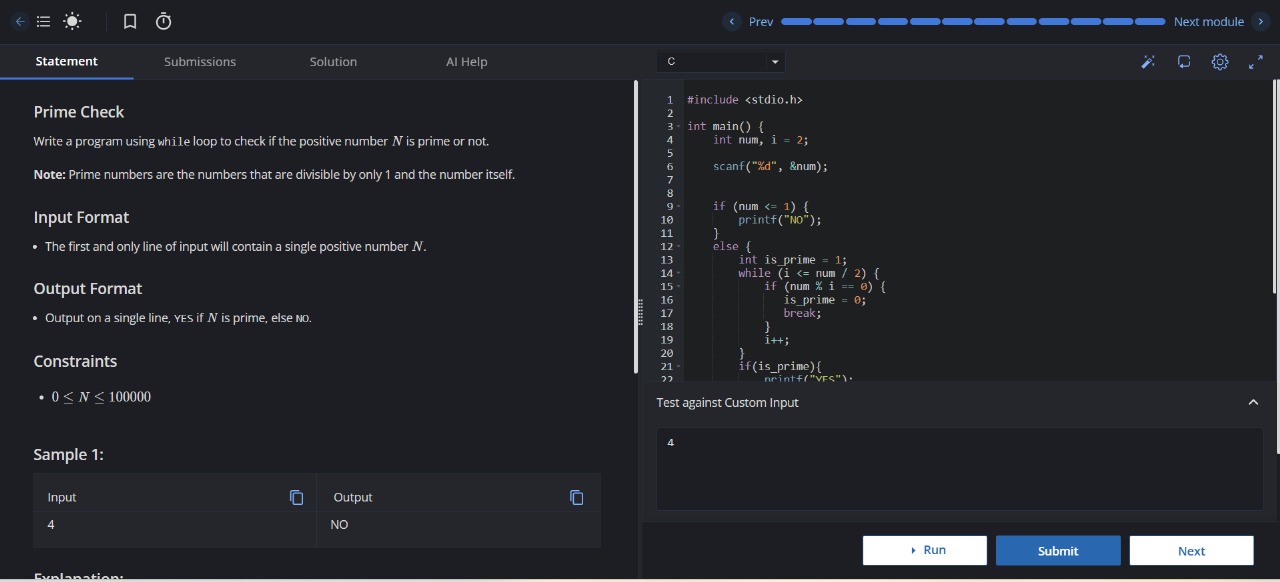 Prev
Next module
Statement
Submissions
Solution
AI Help
Prime Check
Write a program using while loop to check if the positive number N is prime or not.
Note: Prime numbers are the numbers that are divisible by only 1 and the number itself.
Input Format
• The first and only line of input will contain a single positive number N.
Output Format
• Output on a single line, YES if N is prime, else NO.
Constraints
• 0 ≤ N ≤ 100000
Sample 1:
Input
Output
4
NO
Explanation:
C
1 #include <stdio.h>
2
3 int main() {
4     int num, i = 2;
5
6     scanf("%d", &num);
7
8
9     if (num <= 1) {
10         printf("NO");
11     }
12     else {
13         int is_prime = 1;
14         while (i <= num / 2) {
15             if (num % i == 0) {
16                 is_prime = 0;
17                 break;
18             }
19             i++;
20         }
21         if(is_prime){
22             printf("YES");
Test against Custom Input
4
Run
Submit
Next